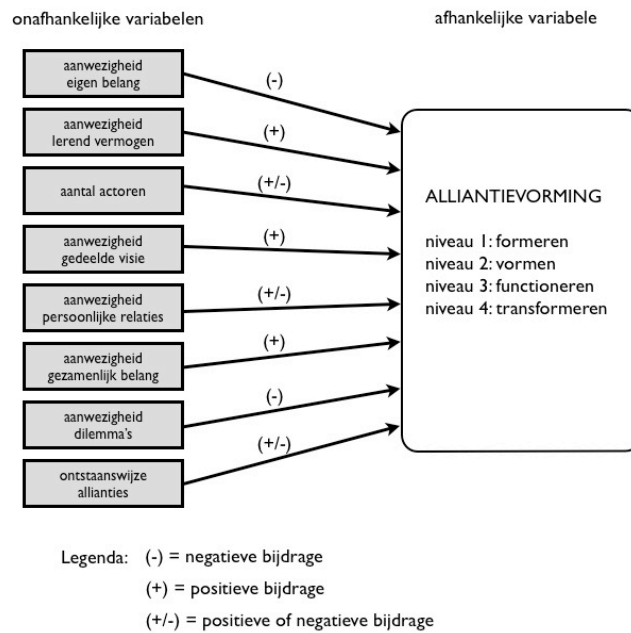 onafhankelijke variabelen
afhankelijke variabele
aanwezigheid
eigen belang
(-)
aanwezigheid
lerend vermogen
(+)
aantal actoren
(+/-)
aanwezigheid
gedeelde visie
(+)
aanwezigheid
persoonlijke relaties
(+/-)
aanwezigheid
gezamenlijk belang
(+)
aanwezigheid
dilemma's
(-)
ontstaanswijze
allianties
(+/-)
ALLIANTIEVORMING
niveau 1: formeren
niveau 2: vormen
niveau 3: functioneren
niveau 4: transformeren
Legenda: (-) = negatieve bijdrage
(+) = positieve bijdrage
(+/-) = positieve of negatieve bijdrage